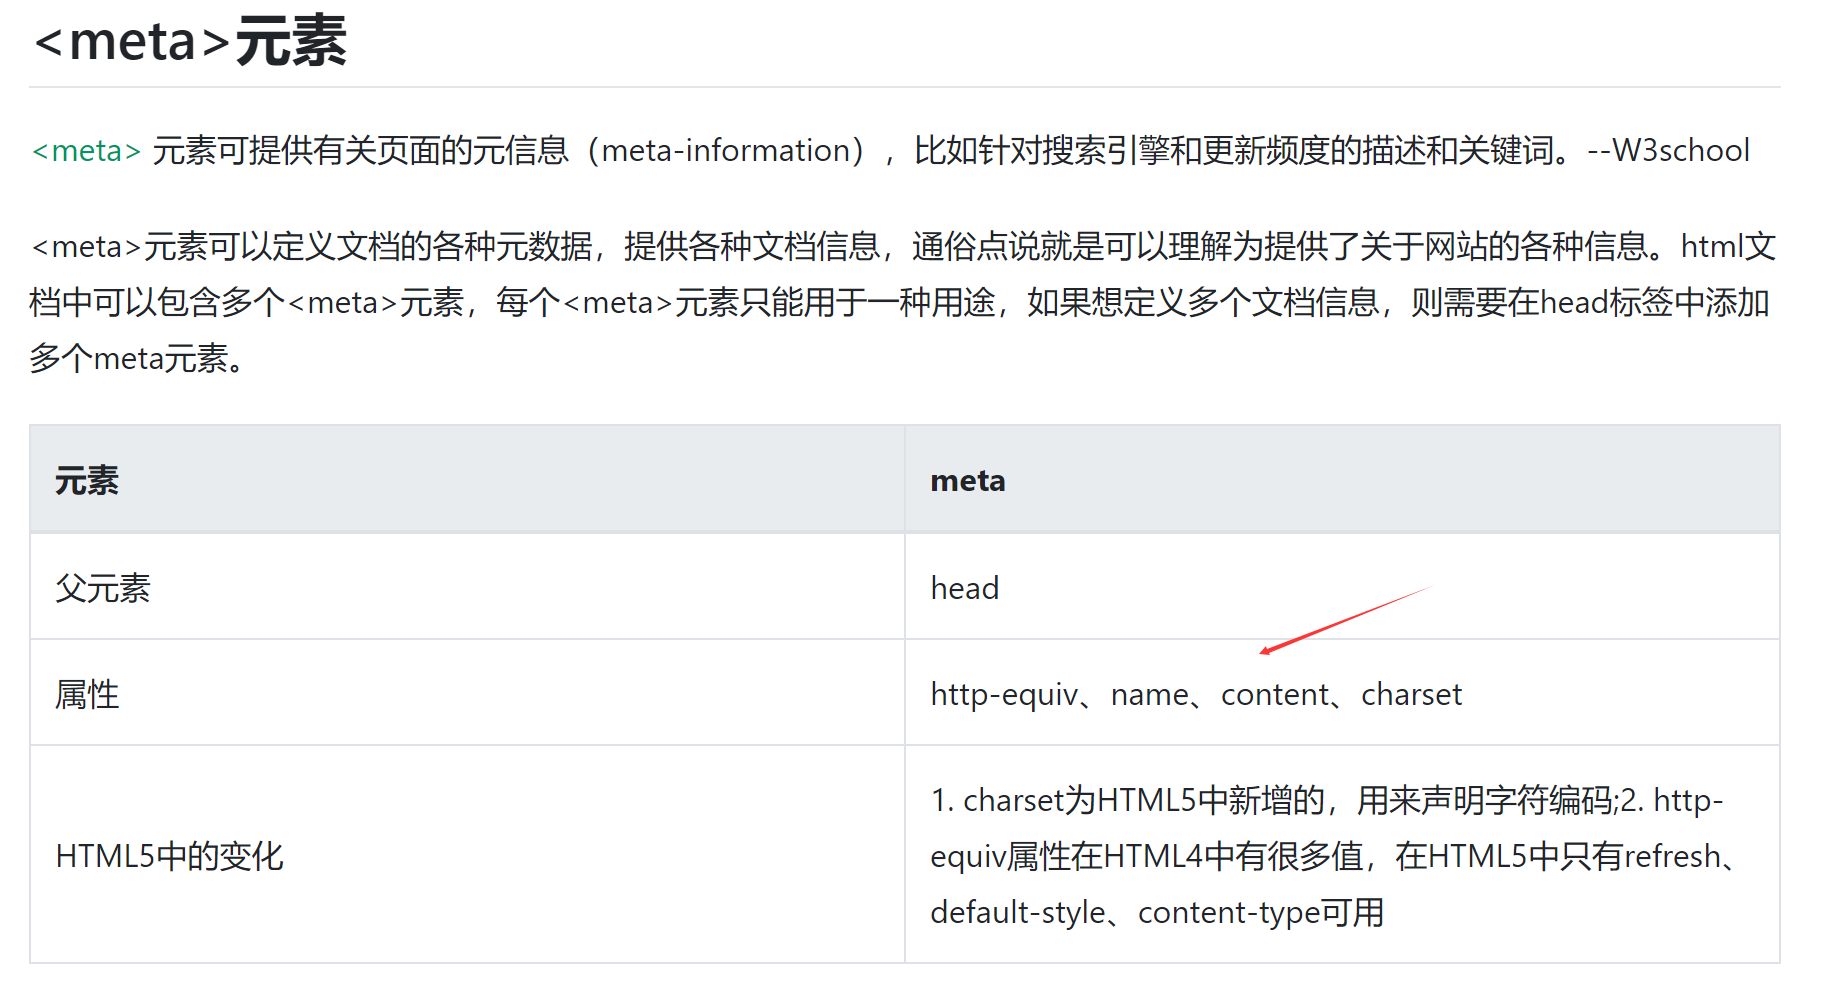 <meta>元素
<meta> 元素可提供有关页面的元信息（meta-information），比如针对搜索引擎和更新频度的描述和关键词。--W3school
<meta>元素可以定义文档的各种元数据，提供各种文档信息，通俗点说就是可以理解为提供了关于网站的各种信息。html文
档中可以包含多个<meta>元素，每个<meta>元素只能用于一种用途，如果想定义多个文档信息，则需要在head标签中添加
多个meta元素。
元素 meta
父元素 head
属性 http-equiv、name、content、charset
HTML5中的变化
1. charset为HTML5中新增的，用来声明字符编码;2. http-
equiv属性在HTML4中有很多值，在HTML5中只有refresh、
default-style、content-type可用